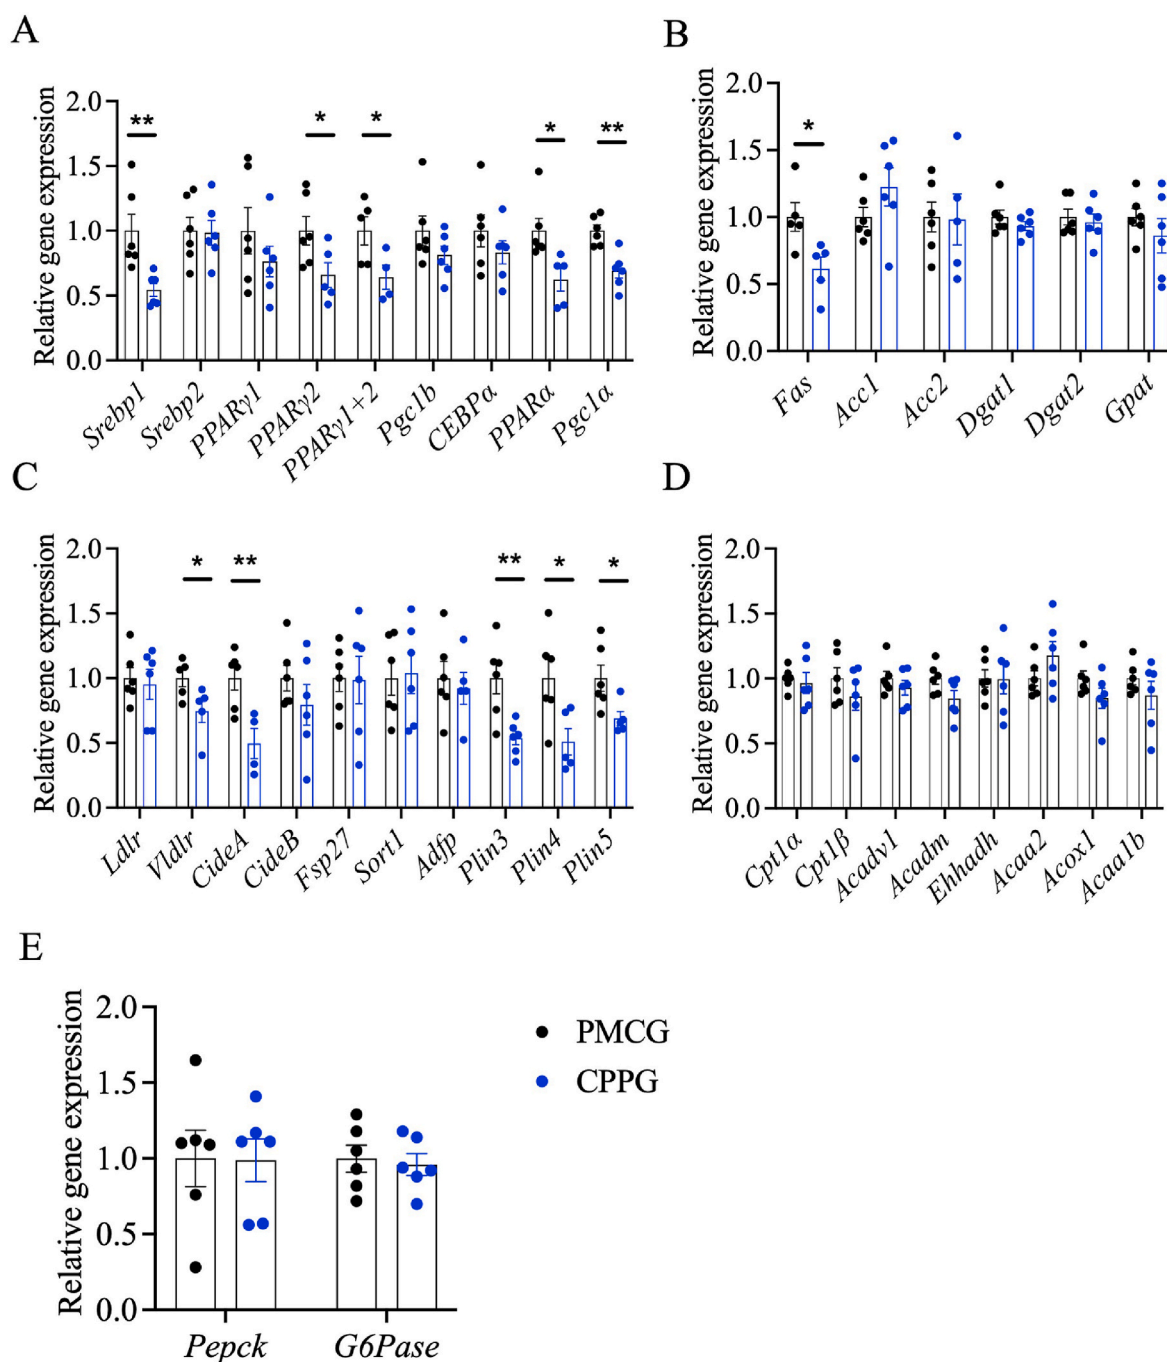 A
Relative gene expression
2.0
1.5
1.0
0.5
0.0
** * * * **
Srebp1 Srebp2 PPARγ1 PPARγ2 PPARγ1+2 Pgc1b CEBPα PPARα Pgc1α
B
Relative gene expression
2.0
1.5
1.0
0.5
0.0
*
Fas Acc1 Acc2 Dgat1 Dgat2 Gpat
C
Relative gene expression
2.0
1.5
1.0
0.5
0.0
* ** ** * *
Ldlr Vldlr CideA CideB Fsp27 Sort1 Adfp Plin3 Plin4 Plin5
D
Relative gene expression
2.0
1.5
1.0
0.5
0.0
Cpt1α Cpt1β Acadv1 Acadm Ehhadh Acaa2 Acox1 Acaa1b
E
Relative gene expression
2.0
1.5
1.0
0.5
0.0
Pepck G6Pase
PMCG
CPPG